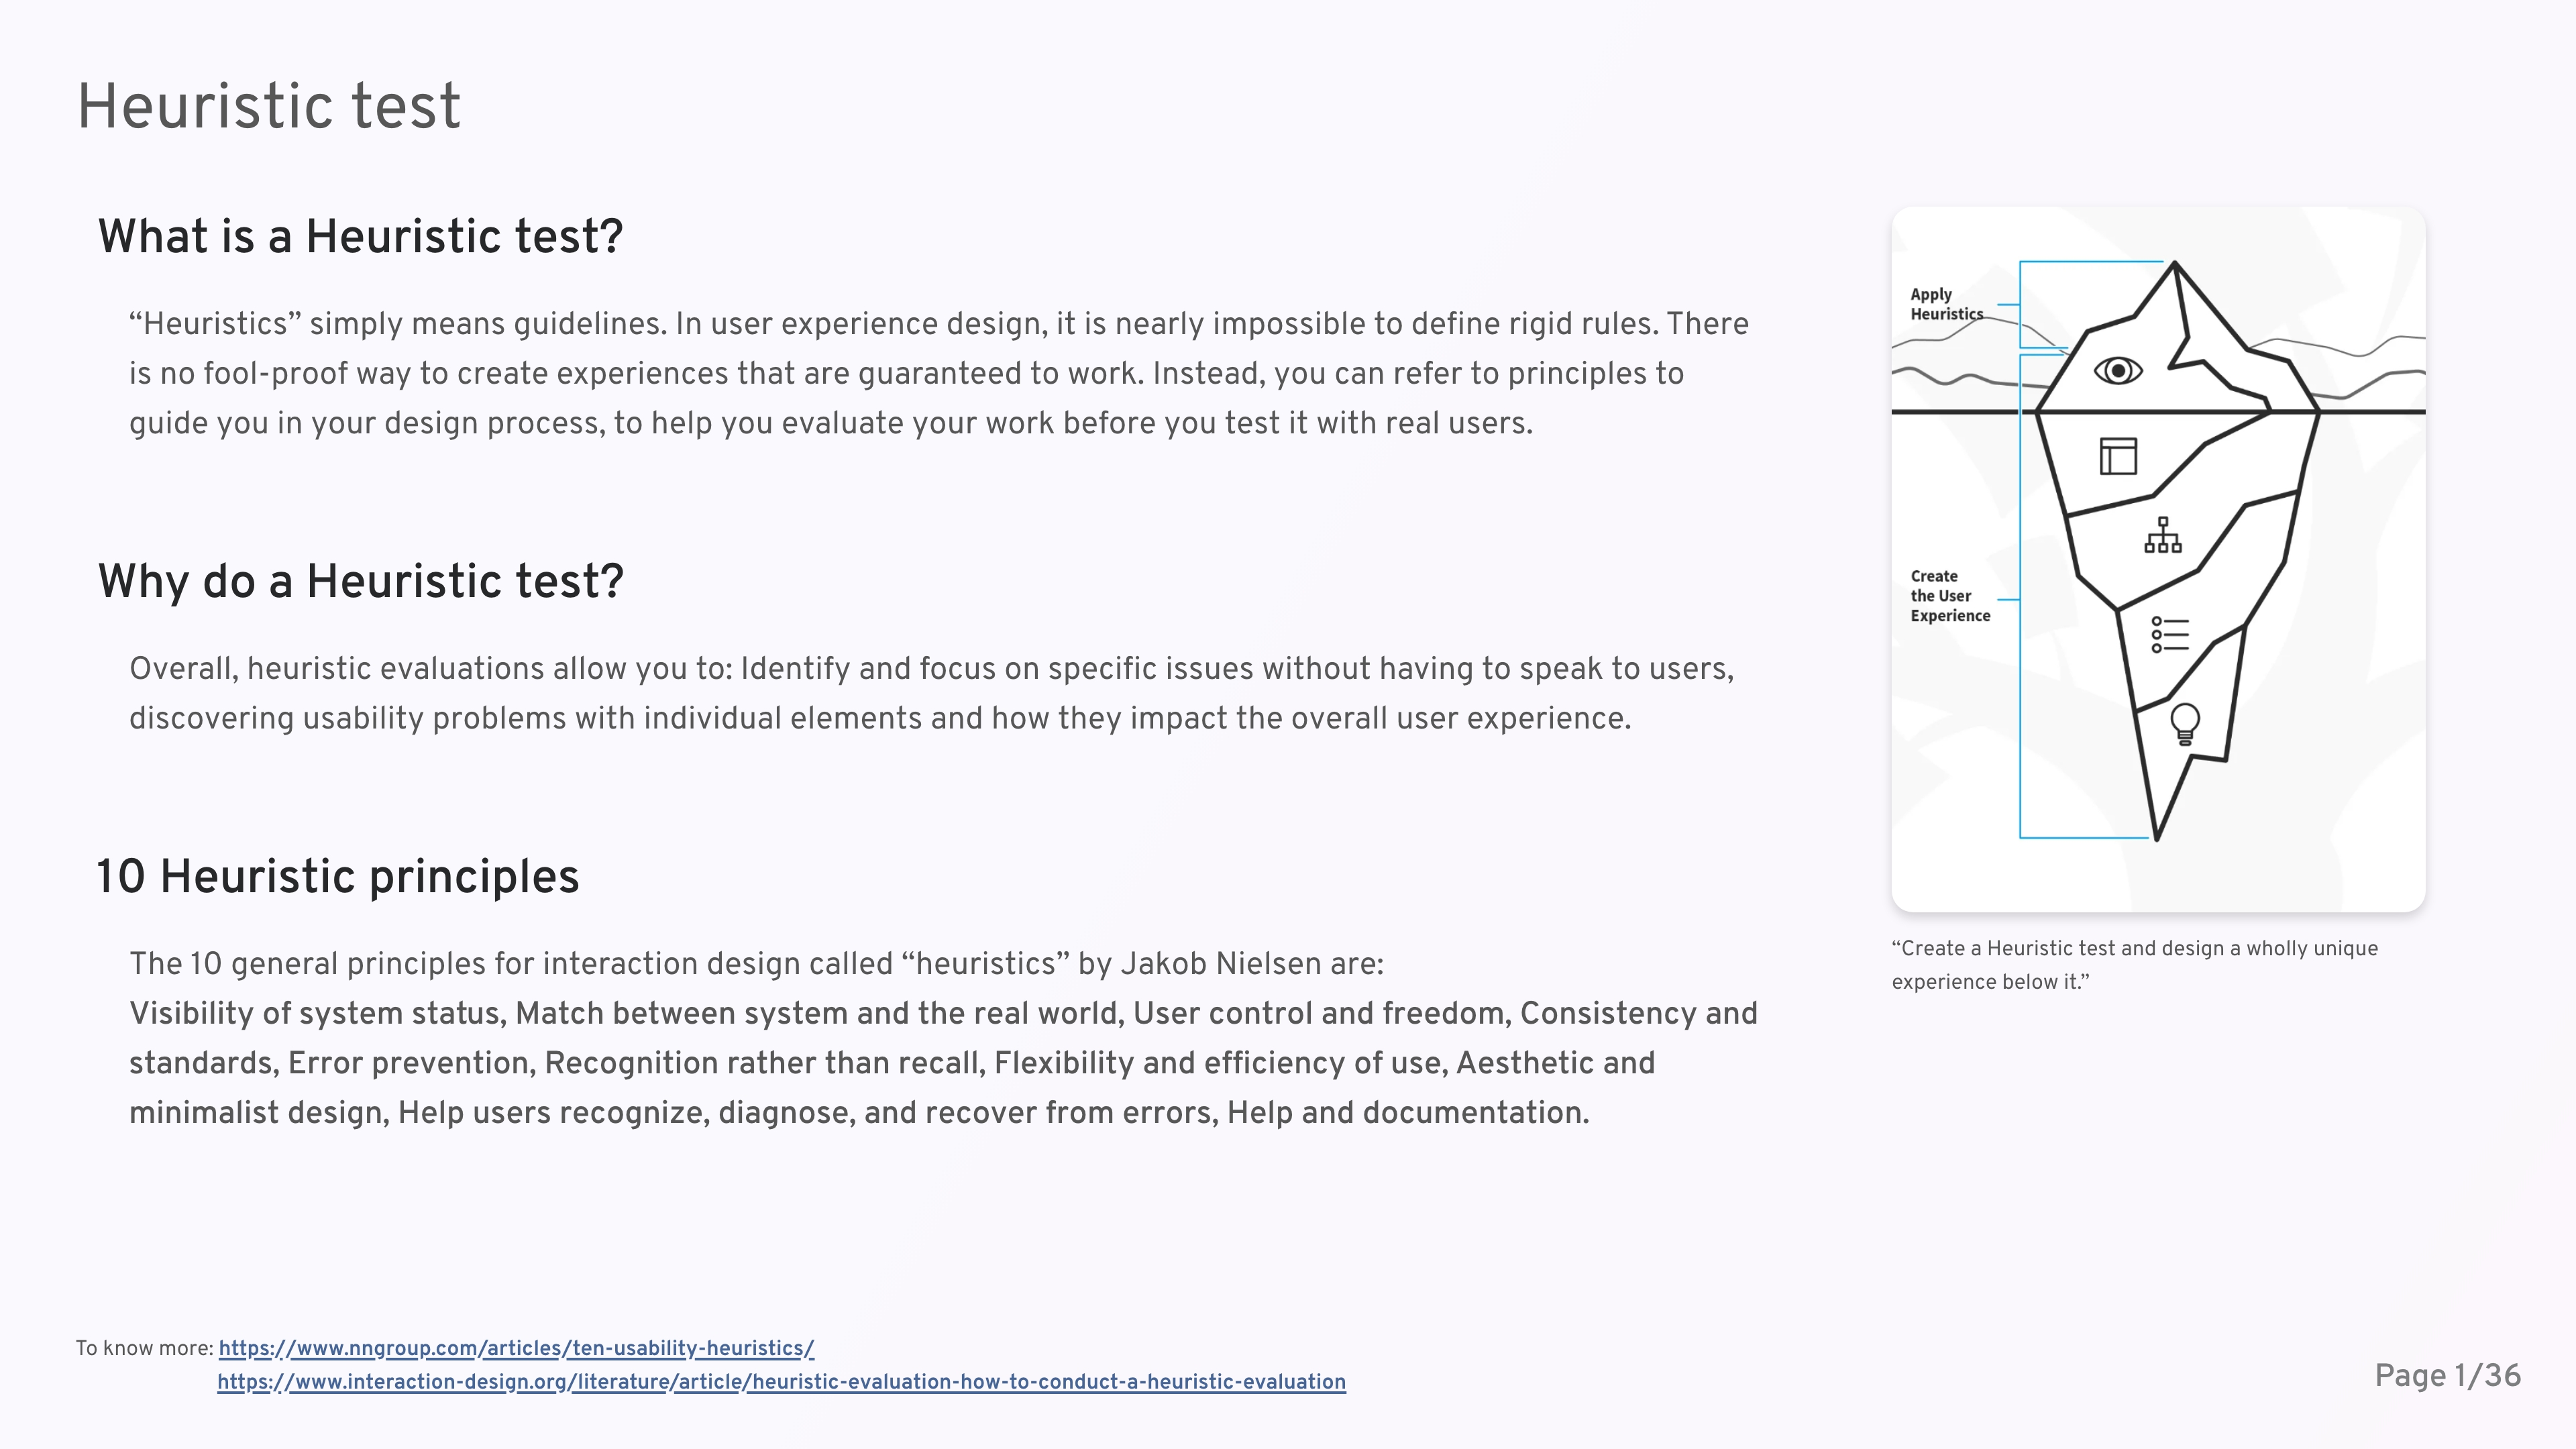 Heuristic test
What is a Heuristic test?
“Heuristics” simply means guidelines. In user experience design, it is nearly impossible to define rigid rules. There
is no fool-proof way to create experiences that are guaranteed to work. Instead, you can refer to principles to
guide you in your design process, to help you evaluate your work before you test it with real users.
Why do a Heuristic test?
Overall, heuristic evaluations allow you to: Identify and focus on specific issues without having to speak to users,
discovering usability problems with individual elements and how they impact the overall user experience.
10 Heuristic principles
The 10 general principles for interaction design called “heuristics” by Jakob Nielsen are:
Visibility of system status, Match between system and the real world, User control and freedom, Consistency and
standards, Error prevention, Recognition rather than recall, Flexibility and efficiency of use, Aesthetic and
minimalist design, Help users recognize, diagnose, and recover from errors, Help and documentation.
Apply
Heuristics
Create
the User
Experience
“Create a Heuristic test and design a wholly unique
experience below it.”
To know more: https://www.nngroup.com/articles/ten-usability-heuristics/
https://www.interaction-design.org/literature/article/heuristic-evaluation-how-to-conduct-a-heuristic-evaluation
Page 1/36